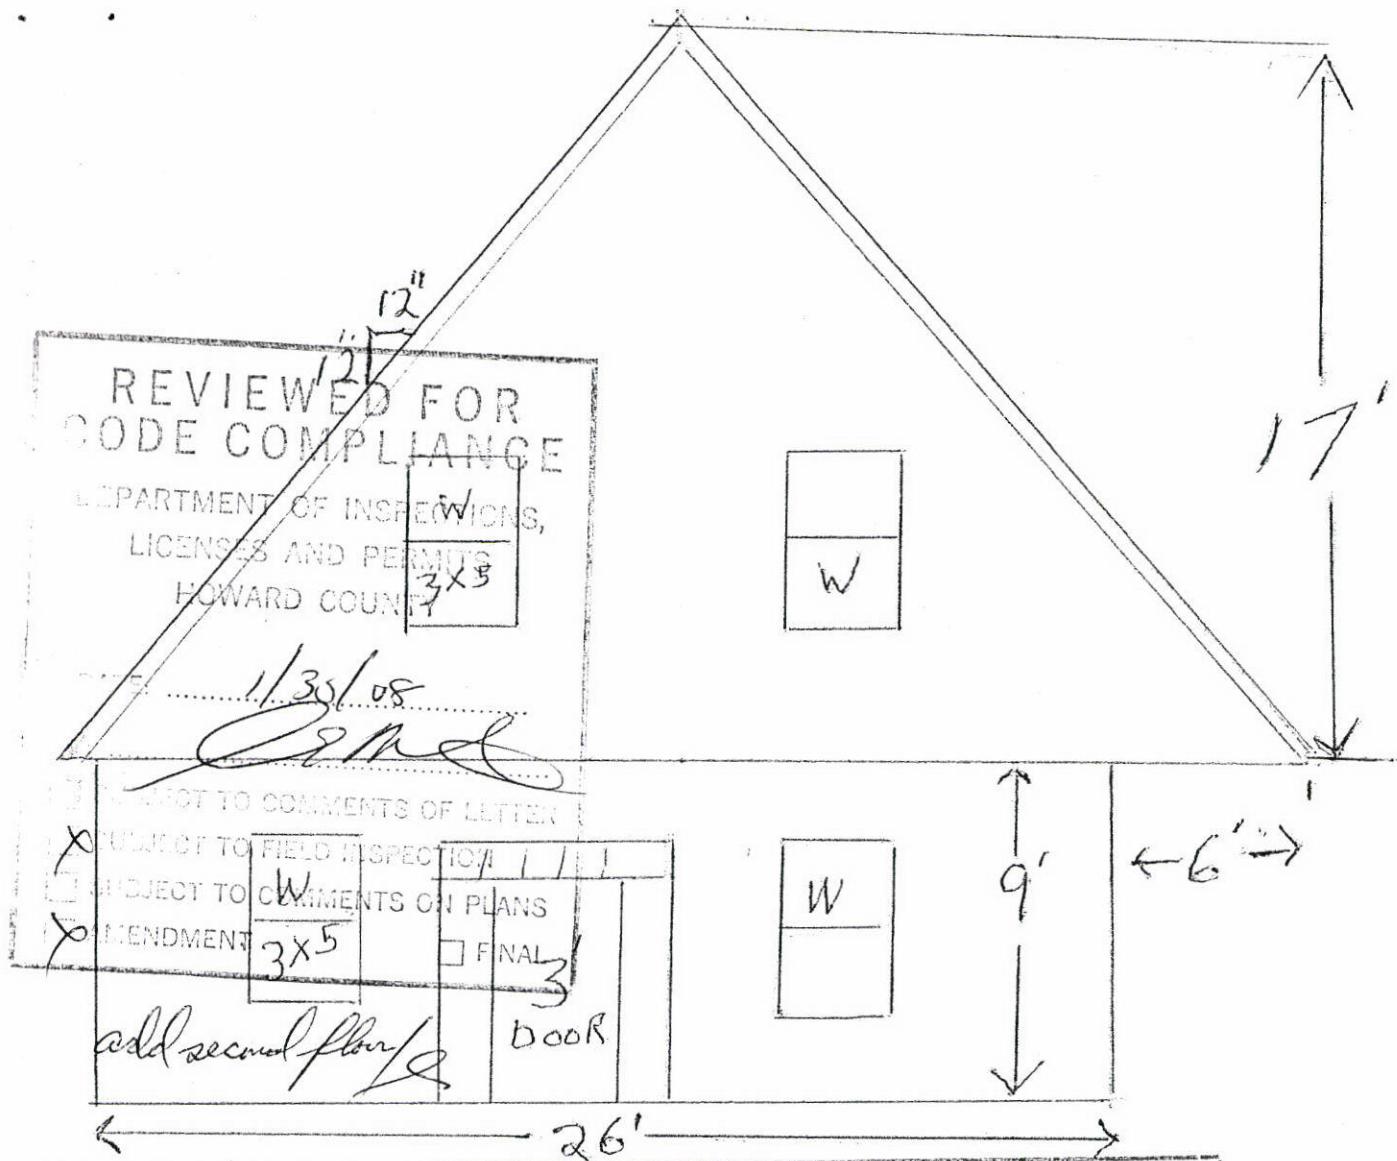 12"
12"
17'
REVIEWED FOR
CODE COMPLIANCE
DEPARTMENT OF INSPECTIONS,
LICENSES AND PERMITS
HOWARD COUNTY
W
3x5
W
DATE 1/30/08
SUBJECT TO COMMENTS OF LETTER
X SUBJECT TO FIELD INSPECTION
SUBJECT TO COMMENTS ON PLANS
X AMENDMENT
FINAL
W
3x5
3'
DOOR
W
9'
6'
add second floor
26'